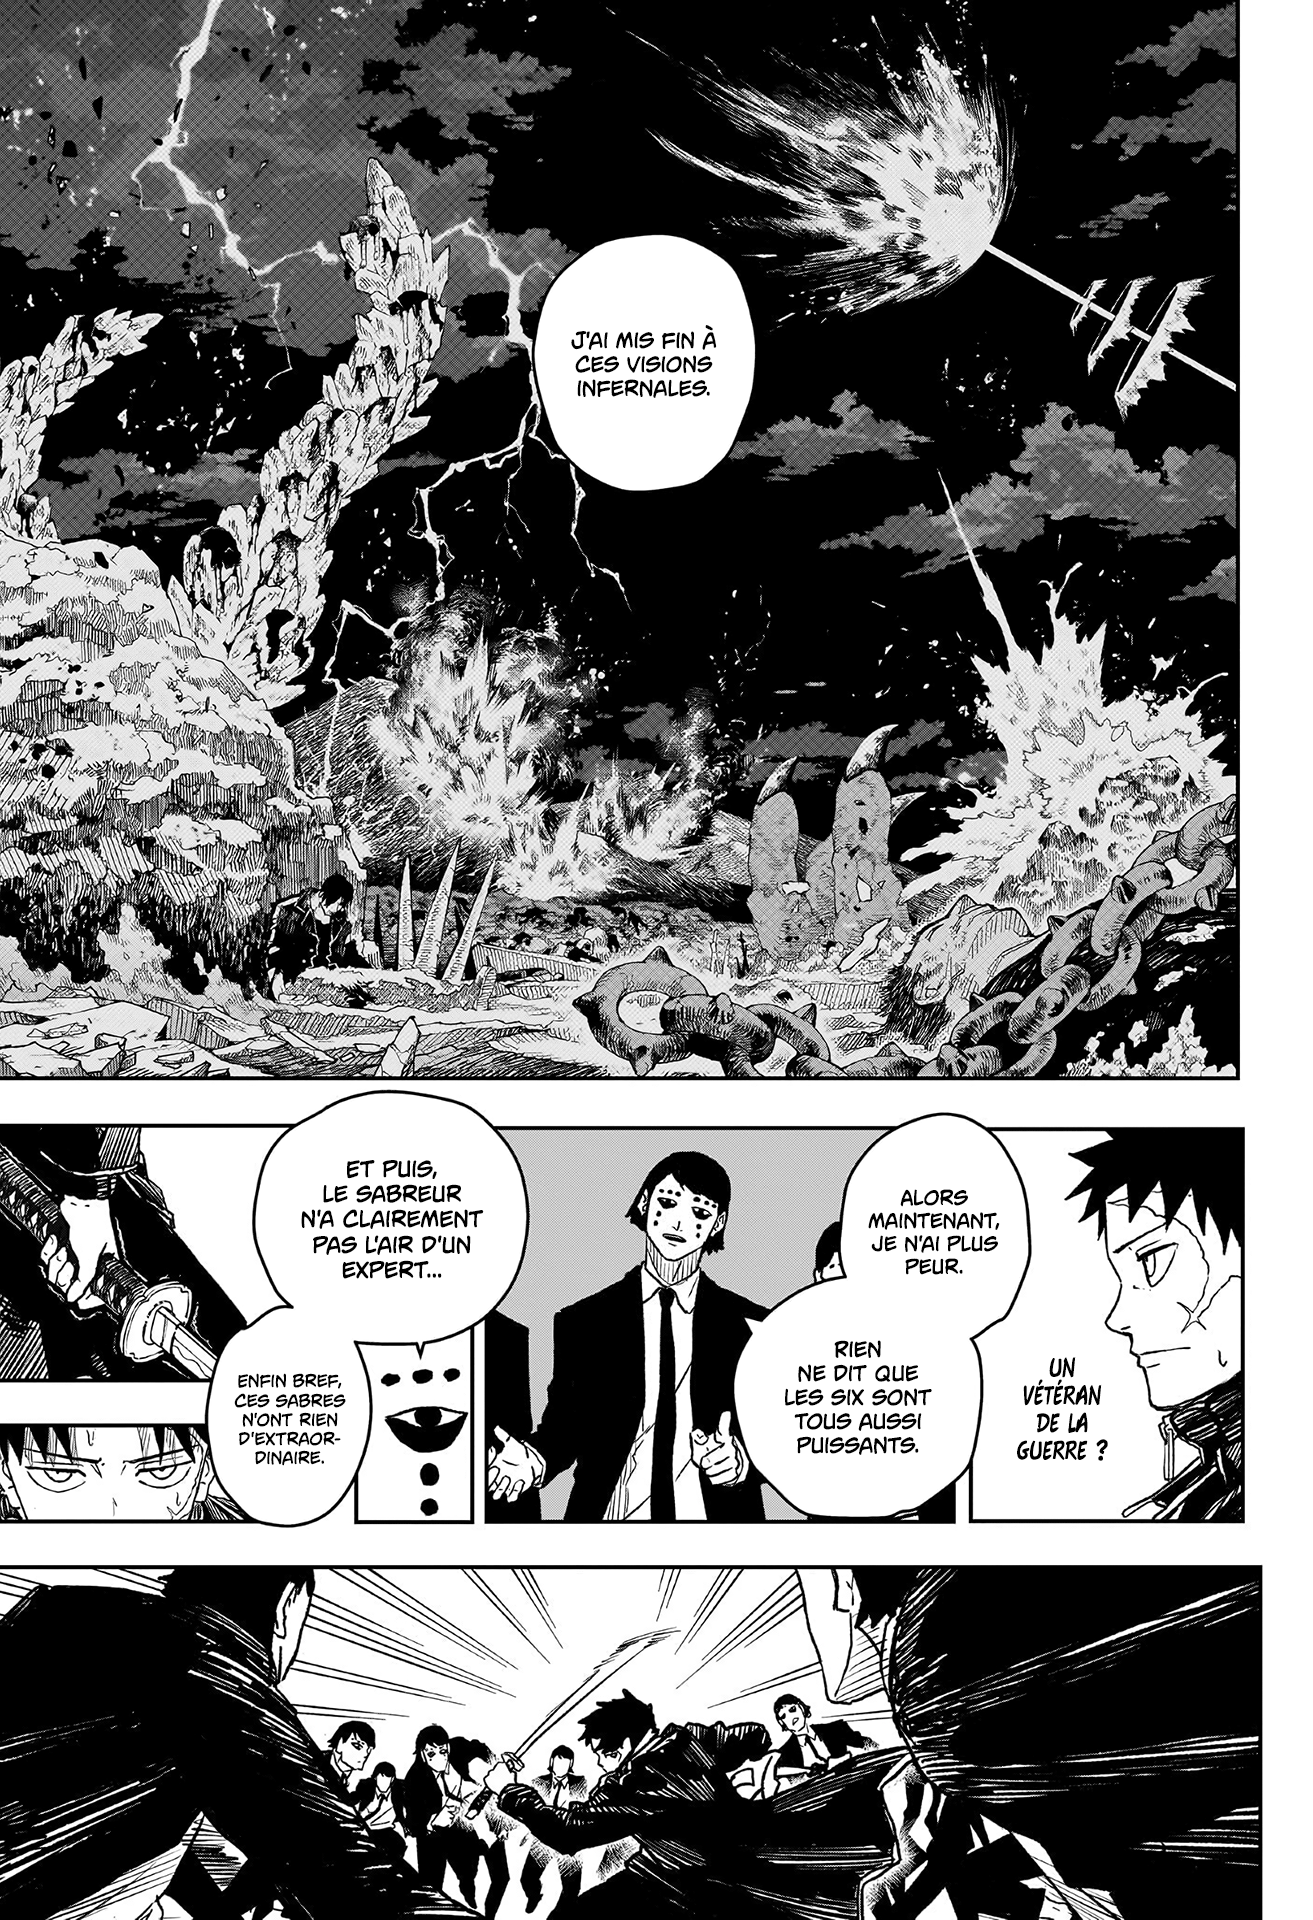 J'AI MIS FIN À
CES VISIONS
INFERNALES.
UN
VÉTÉRAN
DE LA
GUERRE ?
ALORS
MAINTENANT,
JE N'AI PLUS
PEUR.
RIEN
NE DIT QUE
LES SIX SONT
TOUS AUSSI
PUISSANTS.
ET PUIS,
LE SABREUR
N'A CLAIREMENT
PAS L'AIR D'UN
EXPERT...
ENFIN BREF,
CES SABRES
N'ONT RIEN
D'EXTRAOR-
DINAIRE.